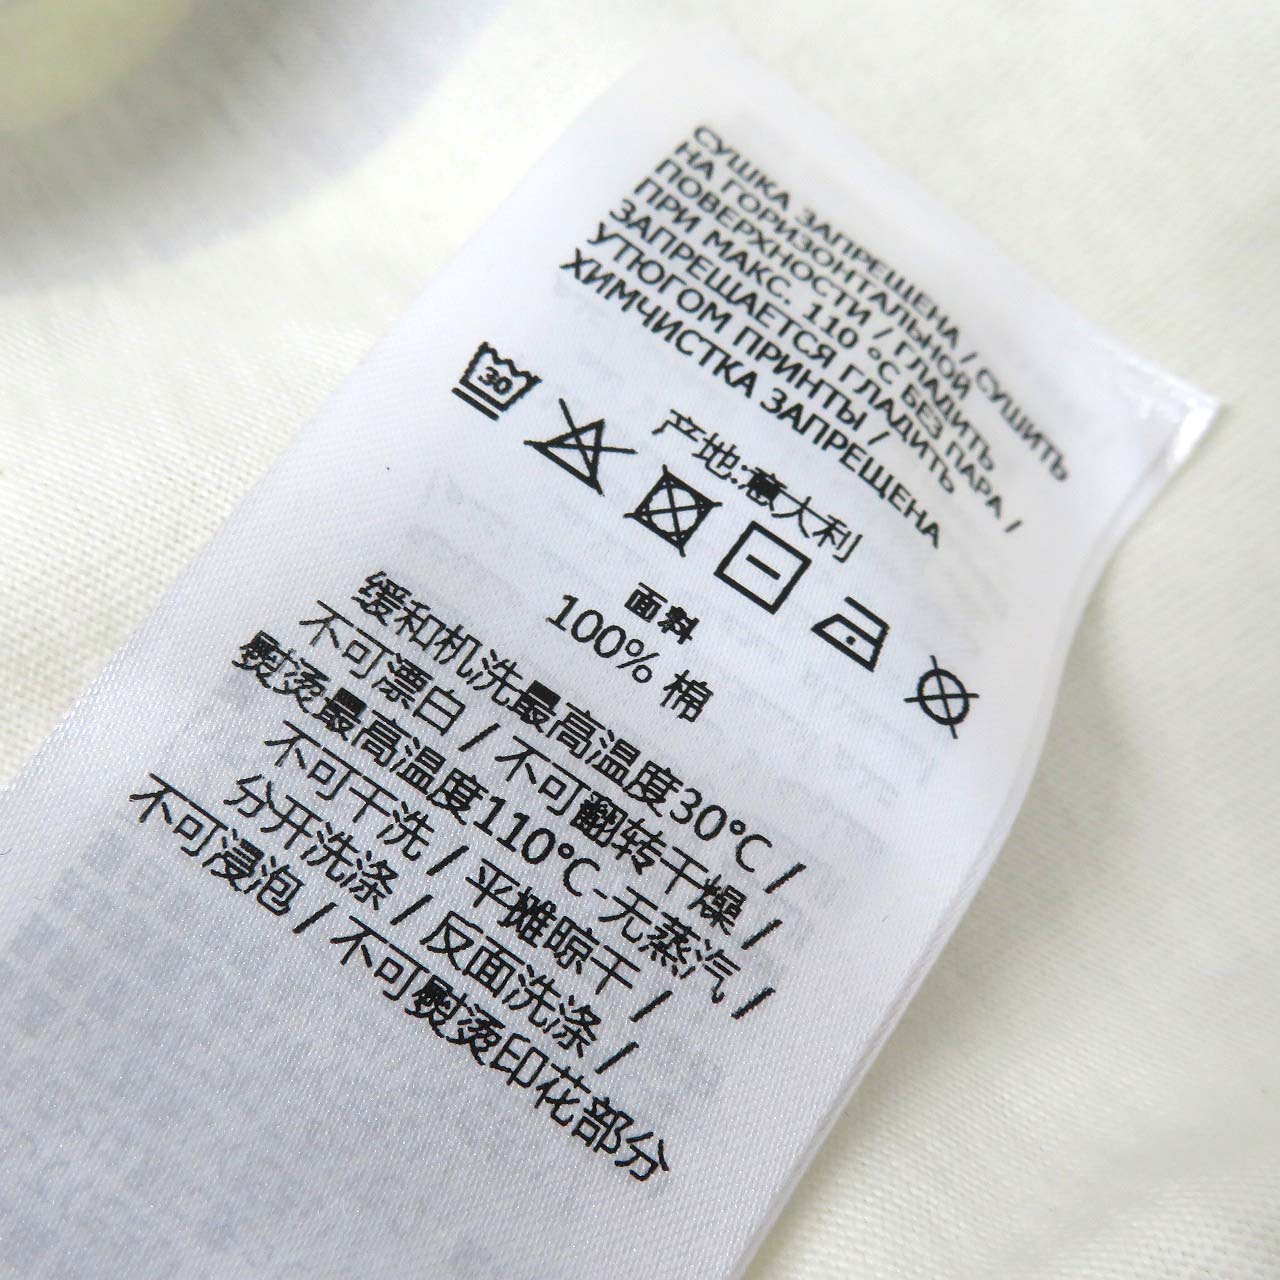 СУШКА ЗАПРЕЩЕНА / СУШИТЬ
НА ГОРИЗОНТАЛЬНОЙ
ПОВЕРХНОСТИ / ГЛАДИТЬ
ПРИ МАКС. 110 °C БЕЗ ПАРА /
ЗАПРЕЩАЕТСЯ ГЛАДИТЬ
УТЮГОМ ПРИНТЫ /
ХИМЧИСТКА ЗАПРЕЩЕНА
产地:意大利
30
面料
100% 棉
缓和机洗最高温度30°C /
不可漂白 / 不可翻转干燥 /
熨烫最高温度110°C-无蒸汽 /
不可干洗 / 平摊晾干 /
分开洗涤 / 反面洗涤 /
不可浸泡 / 不可熨烫印花部分